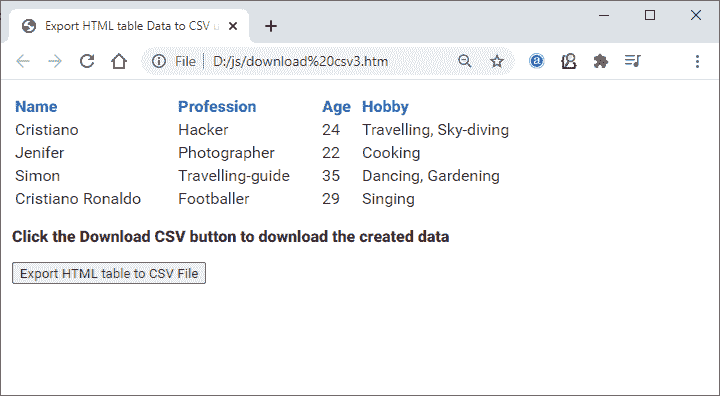 Export HTML table Data to CSV u
File D:/js/download%20csv3.htm
Name Profession Age Hobby
Cristiano Hacker 24 Travelling, Sky-diving
Jenifer Photographer 22 Cooking
Simon Travelling-guide 35 Dancing, Gardening
Cristiano Ronaldo Footballer 29 Singing
Click the Download CSV button to download the created data
Export HTML table to CSV File